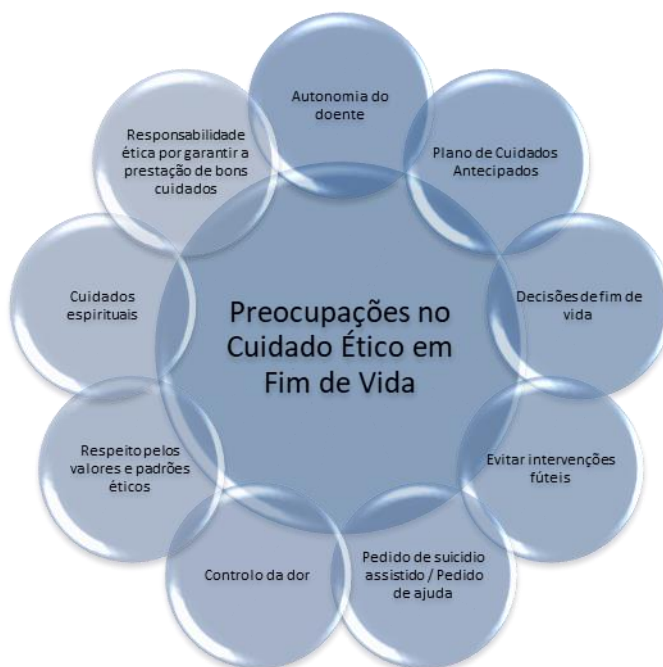 Autonomia do
doente
Plano de Cuidados
Antecipados
Decisões de fim de
vida
Evitar intervenções
fúteis
Pedido de suicídio
assistido / Pedido
de ajuda
Controlo da dor
Respeito pelos
valores e padrões
éticos
Cuidados
espirituais
Responsabilidade
ética por garantir a
prestação de bons
cuidados
Preocupações no
Cuidado Ético em
Fim de Vida